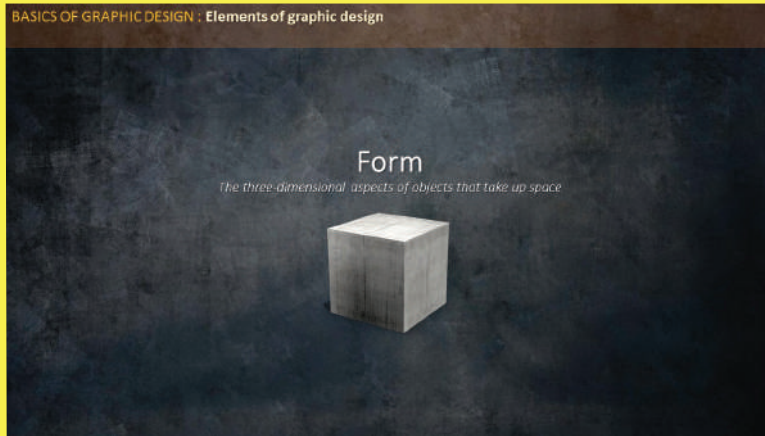 BASICS OF GRAPHIC DESIGN : Elements of graphic design
Form
The three-dimensional aspects of objects that take up space